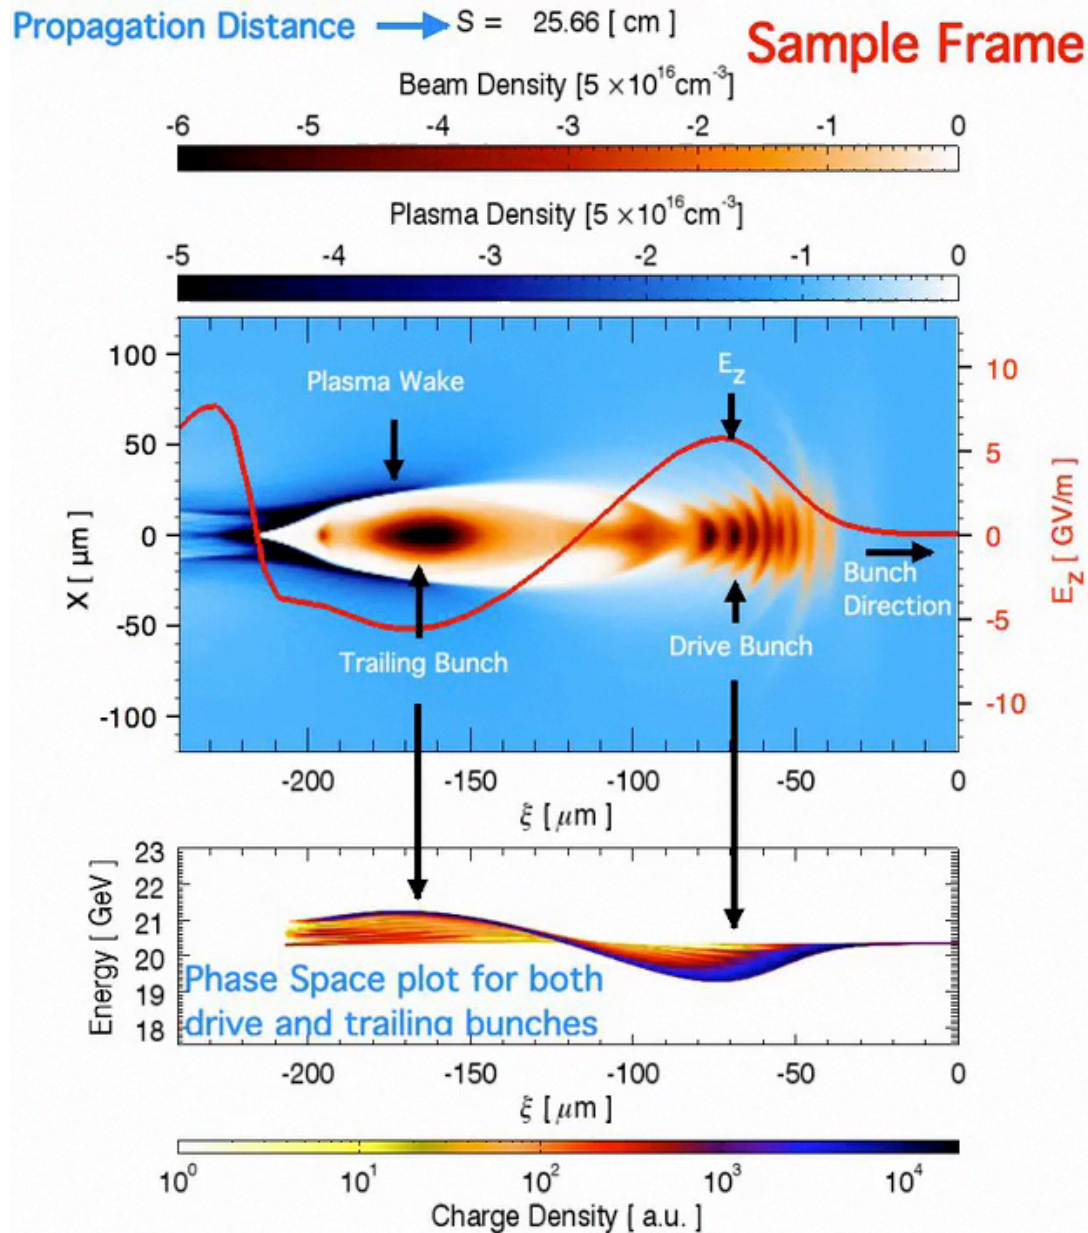 Propagation Distance S = 25.66 [ cm ]
Sample Frame
Beam Density [5 ×10¹⁶cm⁻³]
-6 -5 -4 -3 -2 -1 0
Plasma Density [5 ×10¹⁶cm⁻³]
-5 -4 -3 -2 -1 0
X [ μm ]
100
50
0
-50
-100
Plasma Wake
E_z
Trailing Bunch
Drive Bunch
Bunch
Direction
10
5
0
-5
-10
E_z [ GV/m ]
-200 -150 -100 -50 0
ξ [ μm ]
Energy [ GeV ]
23
22
21
20
19
18
Phase Space plot for both
drive and trailing bunches
-200 -150 -100 -50 0
ξ [ μm ]
10⁰ 10¹ 10² 10³ 10⁴
Charge Density [ a.u. ]